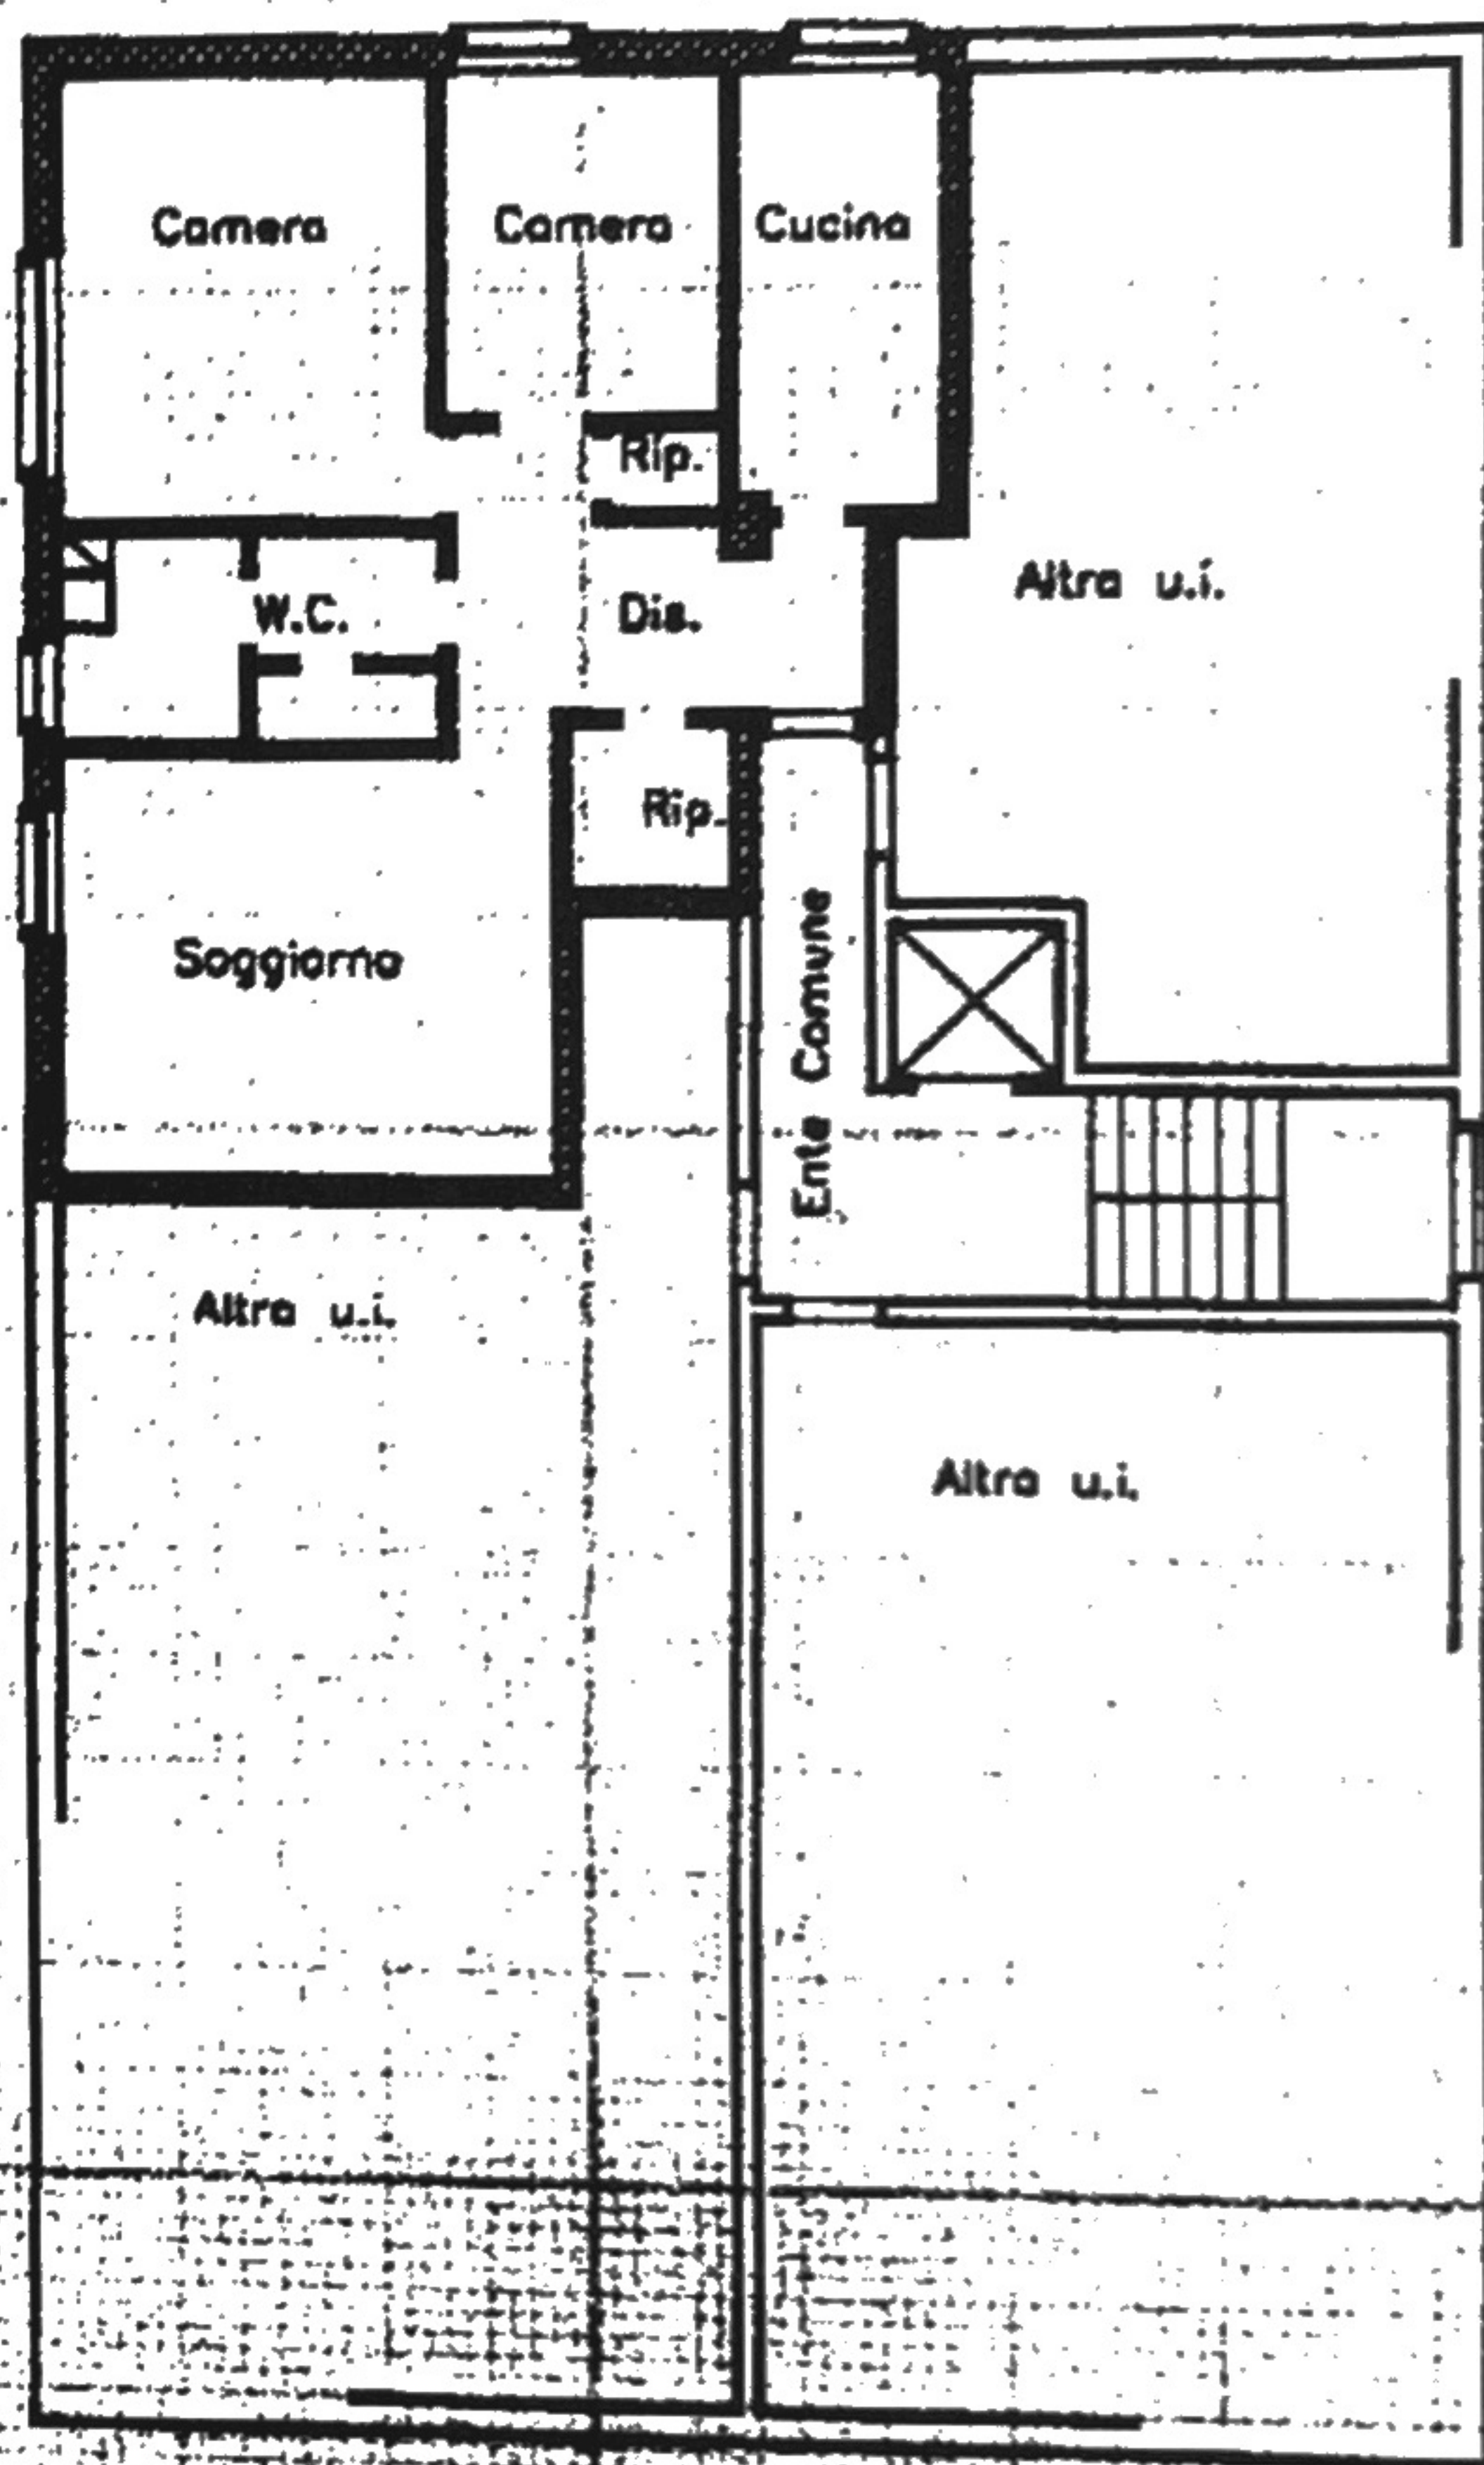 Camera
Camera
Cucina
Rip.
Altra u.i.
W.C.
Dis.
Rip.
Soggiorno
Ente Comune
Altra u.i.
Altra u.i.